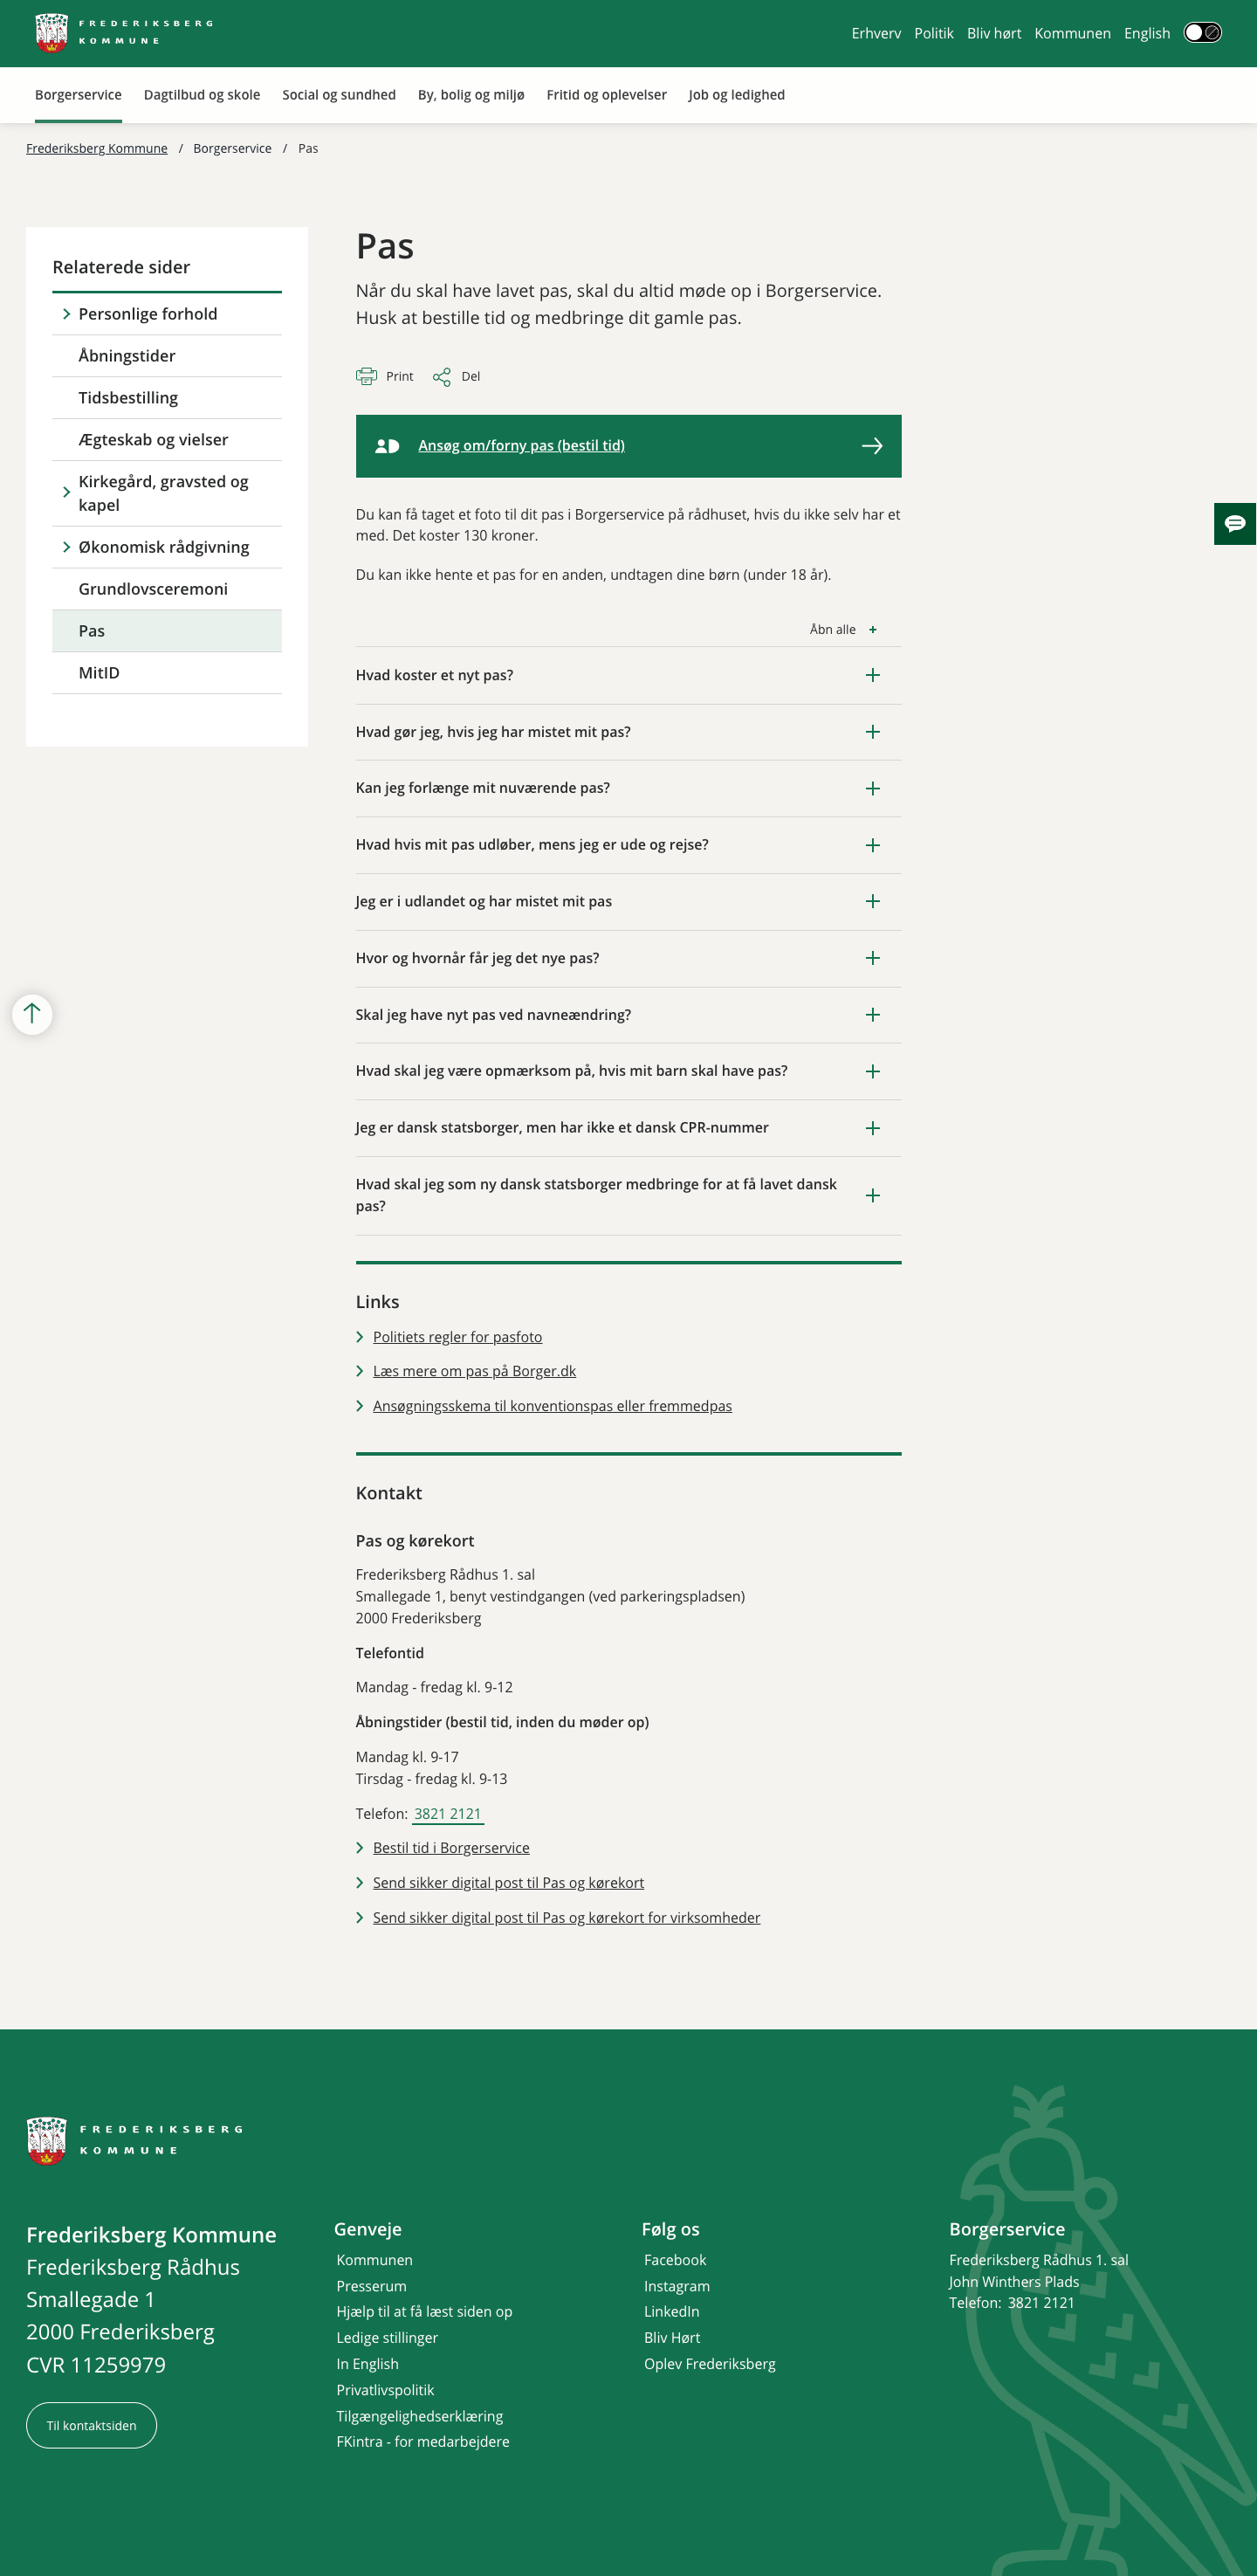 FREDERIKSBERG
KOMMUNE
Erhverv Politik Bliv hørt Kommunen English
Borgerservice Dagtilbud og skole Social og sundhed By, bolig og miljø Fritid og oplevelser Job og ledighed
Frederiksberg Kommune / Borgerservice / Pas
Relaterede sider
Personlige forhold
Åbningstider
Tidsbestilling
Ægteskab og vielser
Kirkegård, gravsted og
kapel
Økonomisk rådgivning
Grundlovsceremoni
Pas
MitID
Pas
Når du skal have lavet pas, skal du altid møde op i Borgerservice.
Husk at bestille tid og medbringe dit gamle pas.
Print Del
Ansøg om/forny pas (bestil tid)
Du kan få taget et foto til dit pas i Borgerservice på rådhuset, hvis du ikke selv har et
med. Det koster 130 kroner.
Du kan ikke hente et pas for en anden, undtagen dine børn (under 18 år).
Åbn alle +
Hvad koster et nyt pas?
Hvad gør jeg, hvis jeg har mistet mit pas?
Kan jeg forlænge mit nuværende pas?
Hvad hvis mit pas udløber, mens jeg er ude og rejse?
Jeg er i udlandet og har mistet mit pas
Hvor og hvornår får jeg det nye pas?
Skal jeg have nyt pas ved navneændring?
Hvad skal jeg være opmærksom på, hvis mit barn skal have pas?
Jeg er dansk statsborger, men har ikke et dansk CPR-nummer
Hvad skal jeg som ny dansk statsborger medbringe for at få lavet dansk
pas?
Links
Politiets regler for pasfoto
Læs mere om pas på Borger.dk
Ansøgningsskema til konventionspas eller fremmedpas
Kontakt
Pas og kørekort
Frederiksberg Rådhus 1. sal
Smallegade 1, benyt vestindgangen (ved parkeringspladsen)
2000 Frederiksberg
Telefontid
Mandag - fredag kl. 9-12
Åbningstider (bestil tid, inden du møder op)
Mandag kl. 9-17
Tirsdag - fredag kl. 9-13
Telefon: 3821 2121
Bestil tid i Borgerservice
Send sikker digital post til Pas og kørekort
Send sikker digital post til Pas og kørekort for virksomheder
FREDERIKSBERG
KOMMUNE
Frederiksberg Kommune
Frederiksberg Rådhus
Smallegade 1
2000 Frederiksberg
CVR 11259979
Til kontaktsiden
Genveje
Kommunen
Presserum
Hjælp til at få læst siden op
Ledige stillinger
In English
Privatlivspolitik
Tilgængelighedserklæring
FKintra - for medarbejdere
Følg os
Facebook
Instagram
LinkedIn
Bliv Hørt
Oplev Frederiksberg
Borgerservice
Frederiksberg Rådhus 1. sal
John Winthers Plads
Telefon: 3821 2121